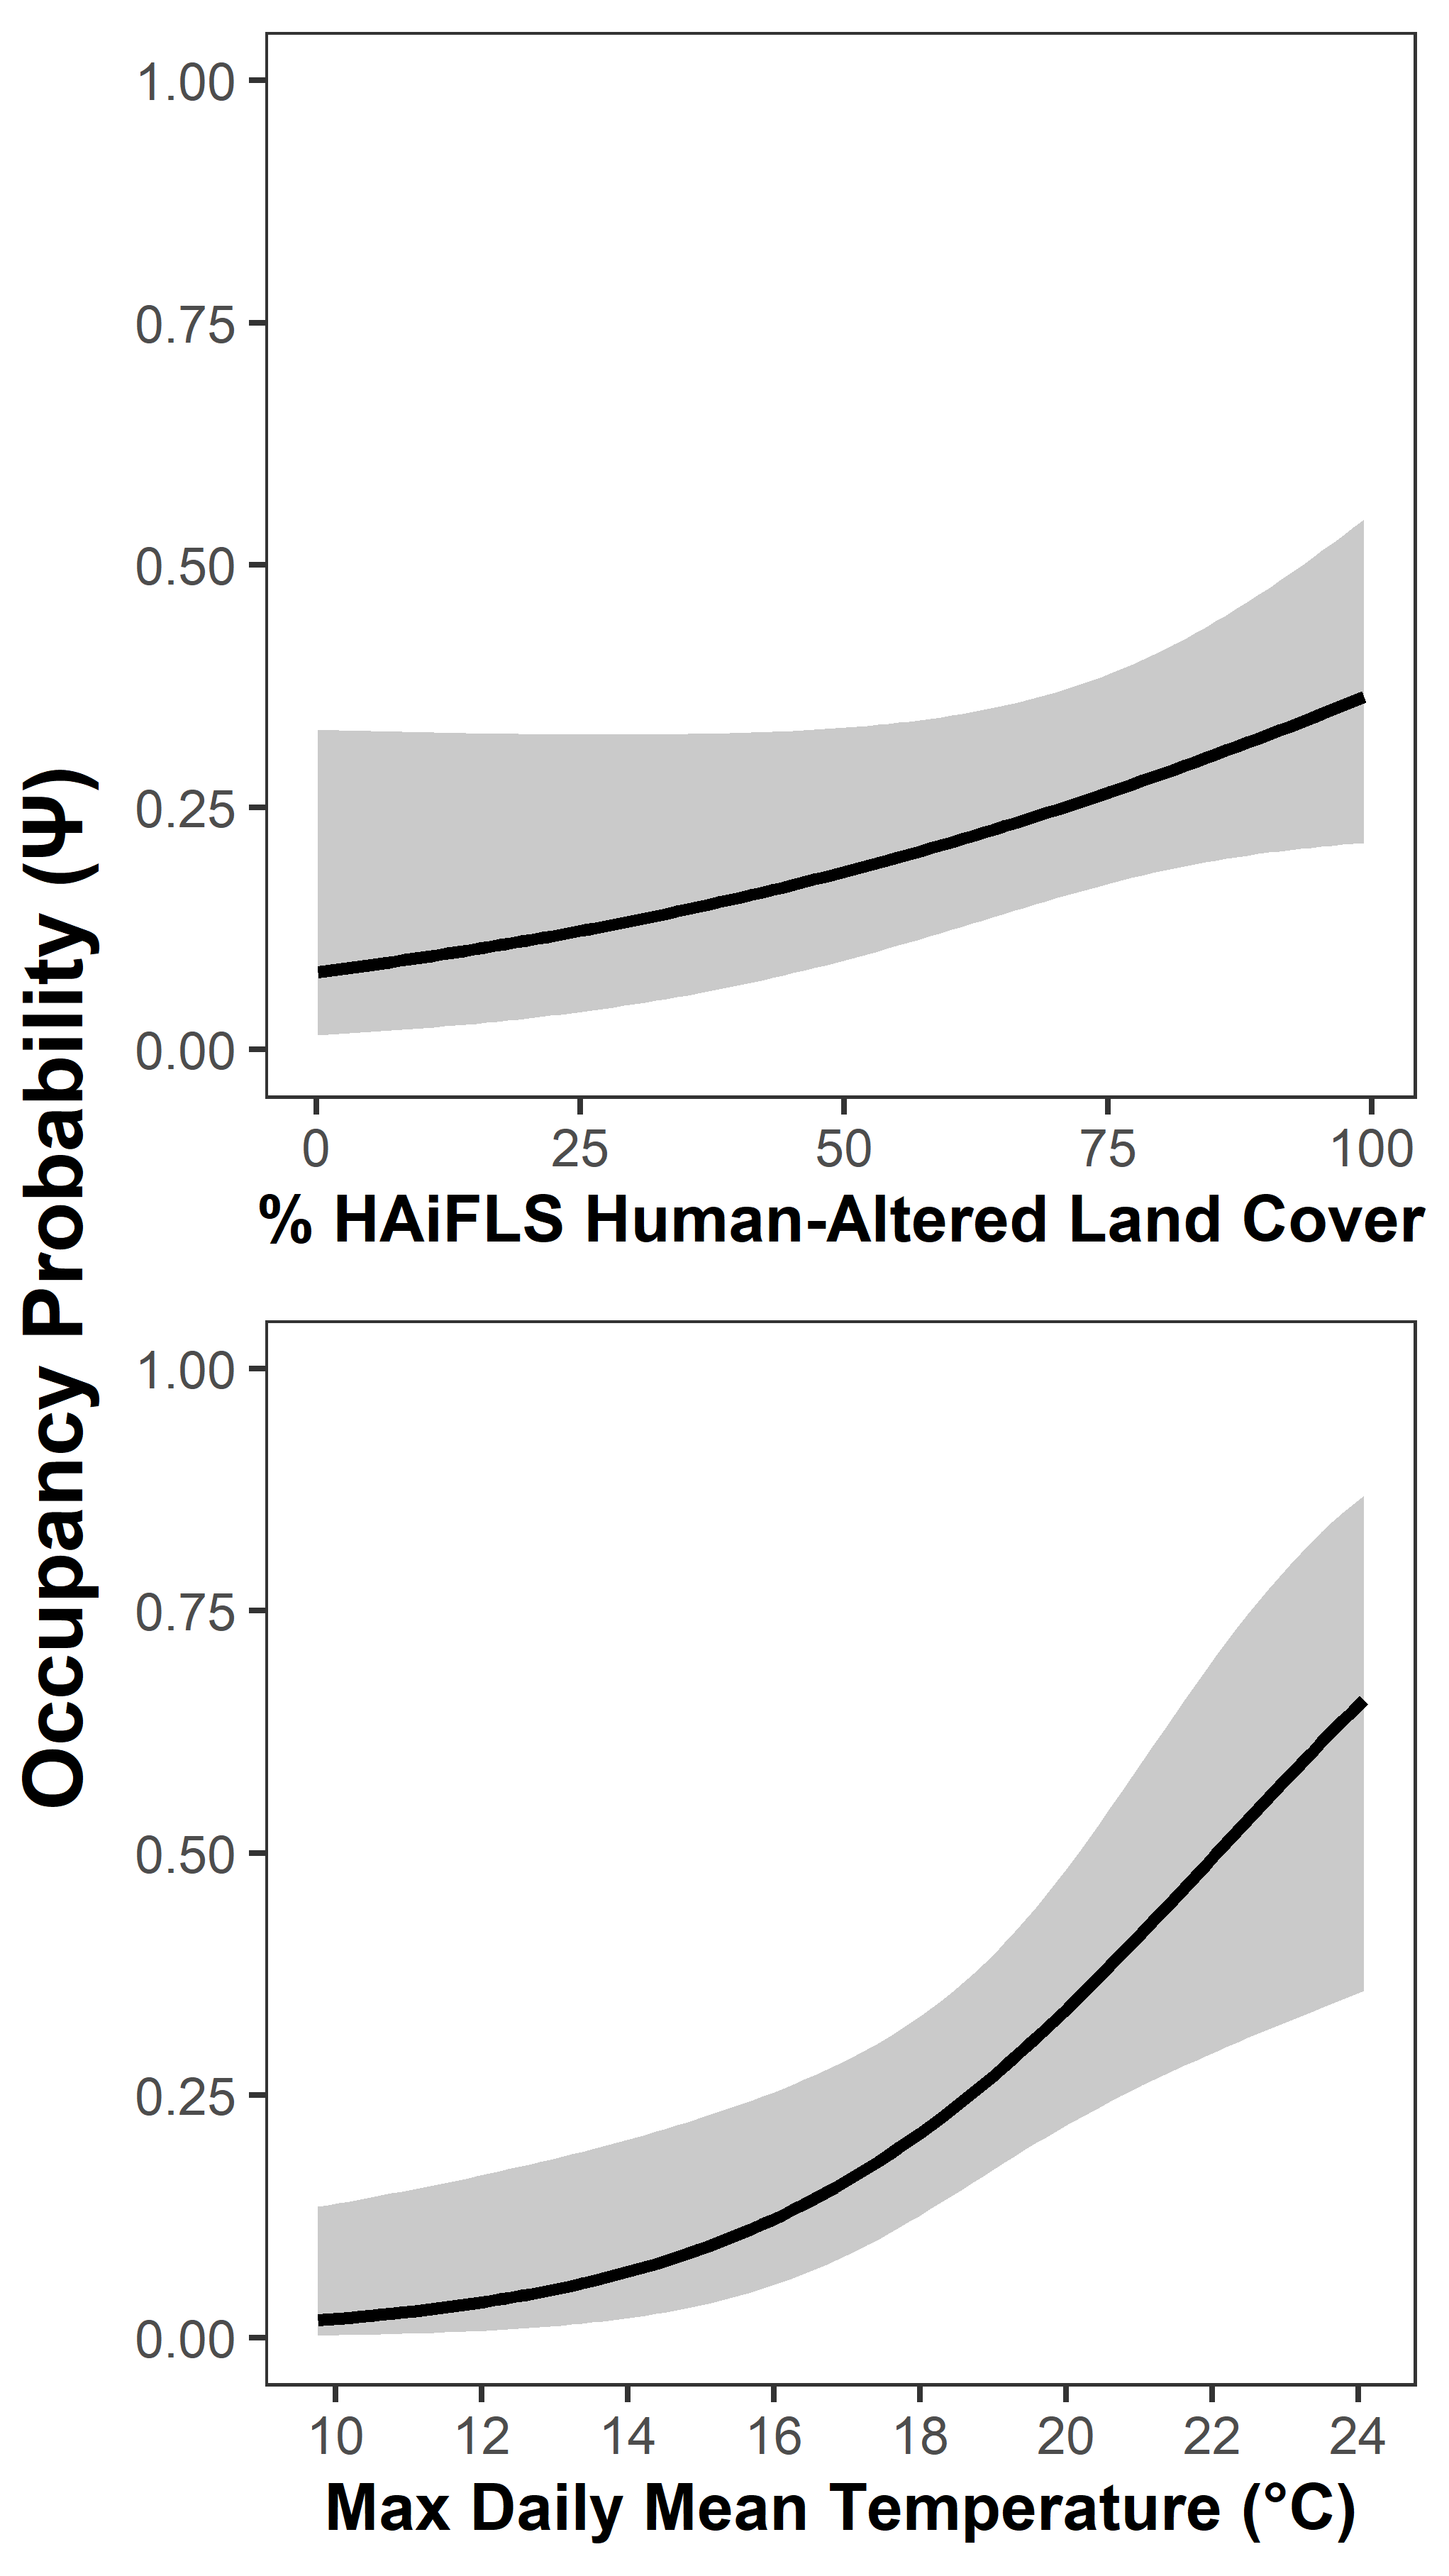 Occupancy Probability (Ψ)
1.00
0.75
0.50
0.25
0.00
0 25 50 75 100
% HAiFLS Human-Altered Land Cover
1.00
0.75
0.50
0.25
0.00
10 12 14 16 18 20 22 24
Max Daily Mean Temperature (°C)